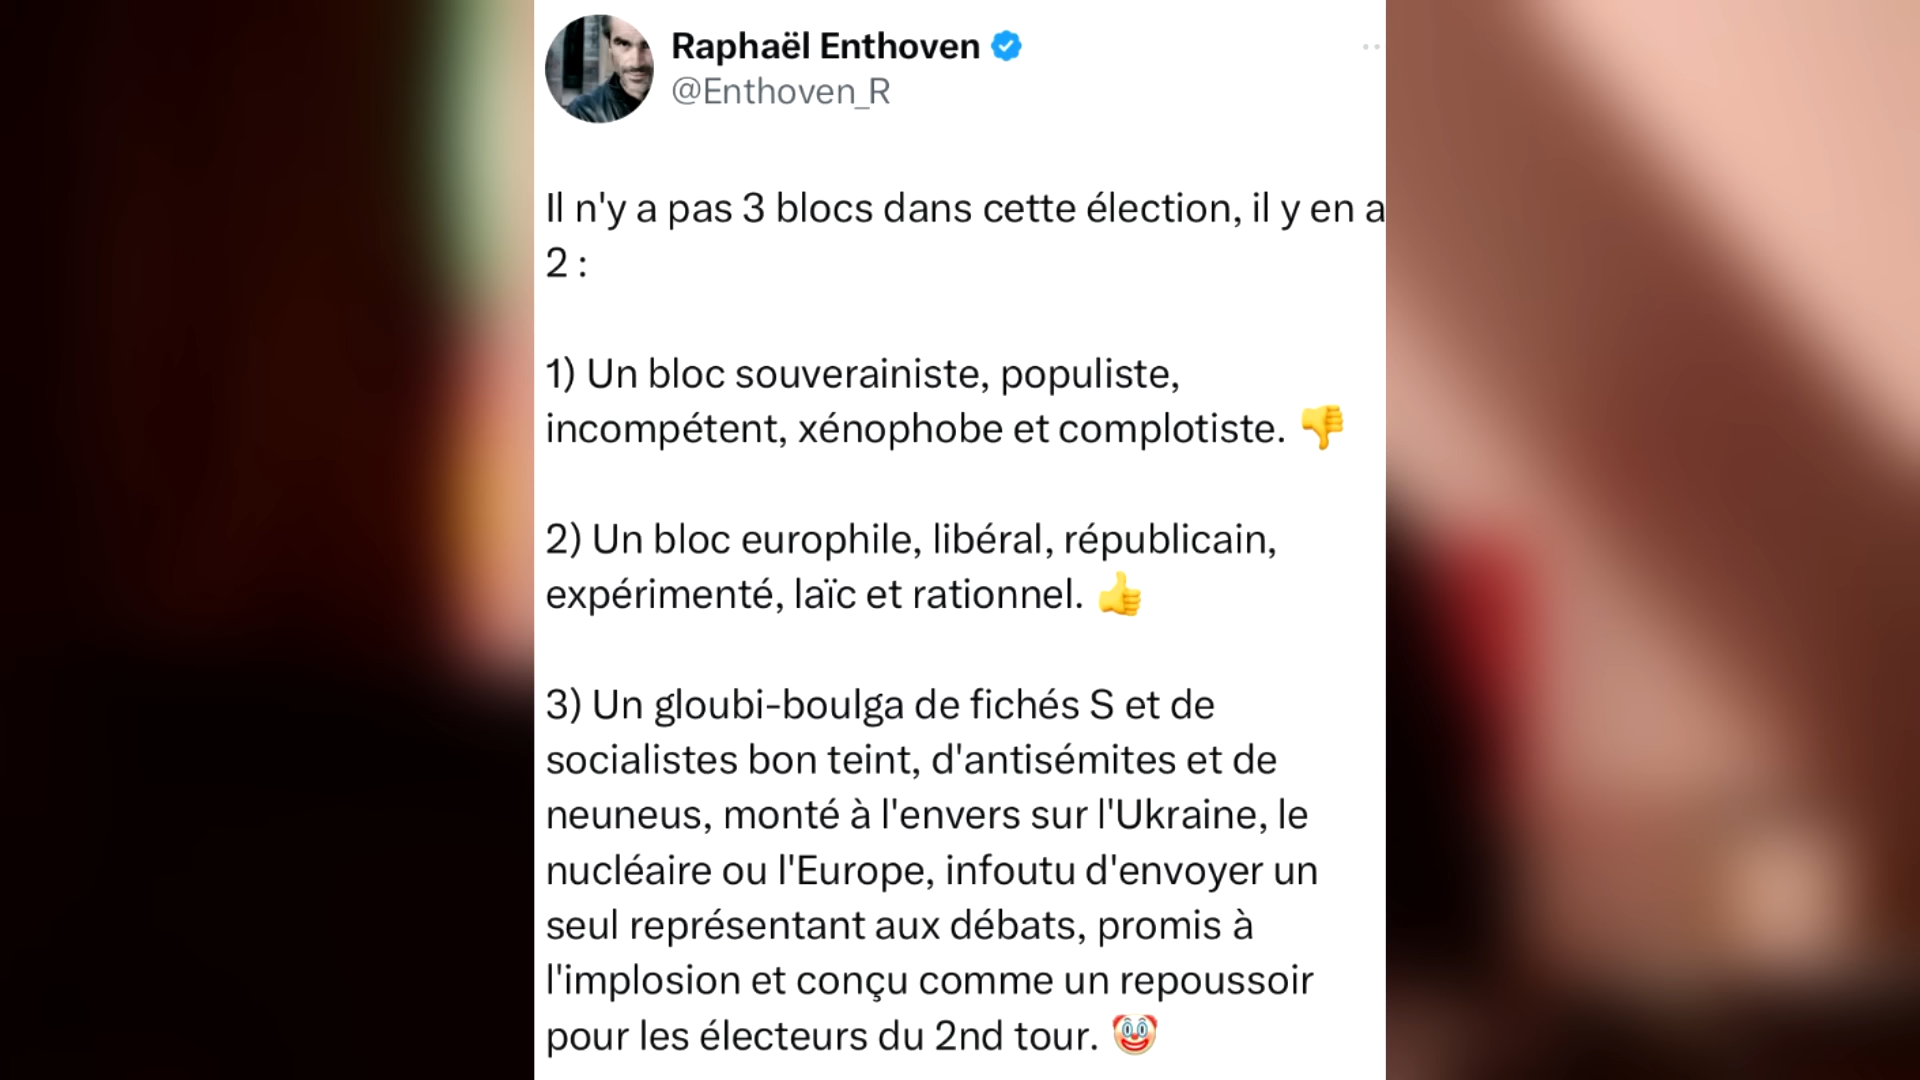 Raphaël Enthoven
@Enthoven_R
Il n'y a pas 3 blocs dans cette élection, il y en a
2 :
1) Un bloc souverainiste, populiste,
incompétent, xénophobe et complotiste. 👎
2) Un bloc europhile, libéral, républicain,
expérimenté, laïc et rationnel. 👍
3) Un gloubi-boulga de fichés S et de
socialistes bon teint, d'antisémites et de
neuneus, monté à l'envers sur l'Ukraine, le
nucléaire ou l'Europe, infoutu d'envoyer un
seul représentant aux débats, promis à
l'implosion et conçu comme un repoussoir
pour les électeurs du 2nd tour. 🤡